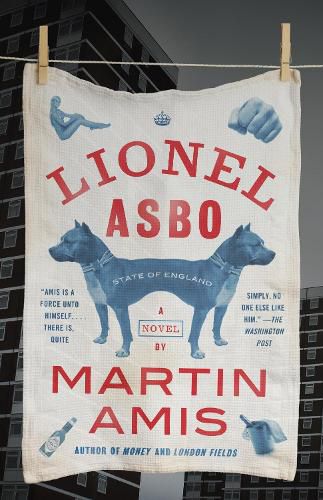 LIONEL
ASBO
STATE OF ENGLAND
"AMIS IS A
FORCE UNTO
HIMSELF. . . .
THERE IS,
QUITE
SIMPLY, NO
ONE ELSE LIKE
HIM." —THE
WASHINGTON
POST
A
NOVEL
BY
MARTIN
AMIS
AUTHOR OF MONEY AND LONDON FIELDS